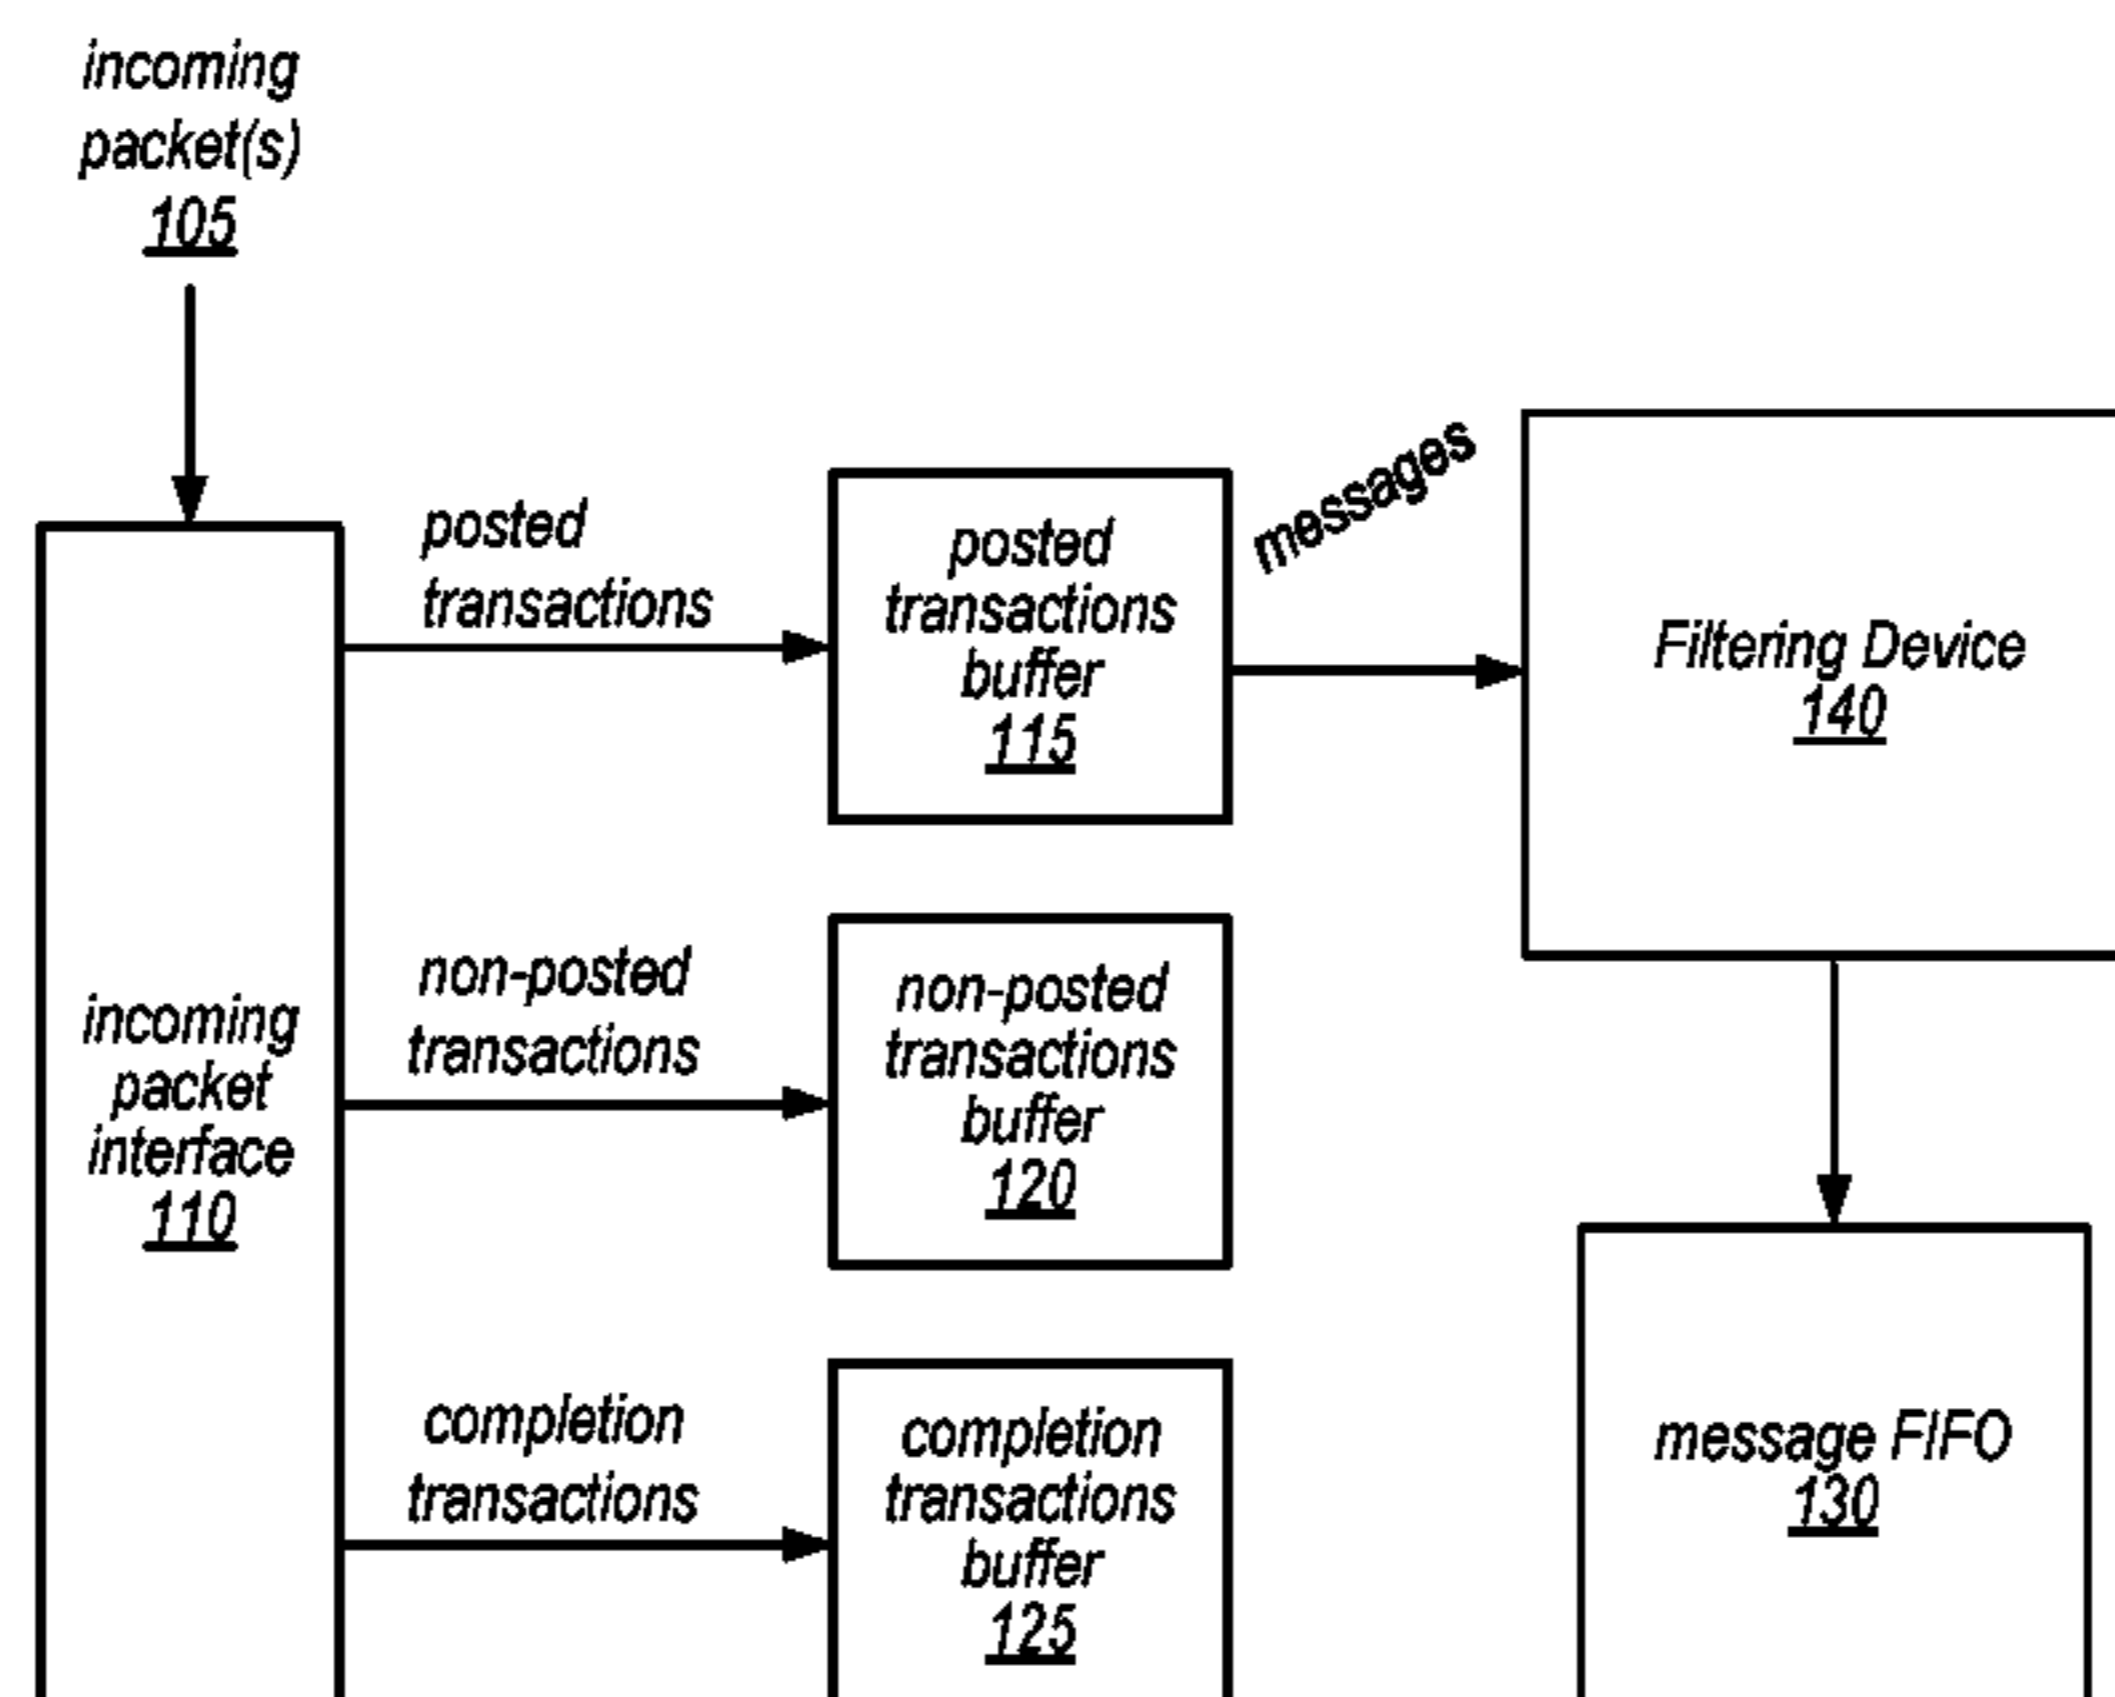 incoming
packet(s)
105
posted
transactions
posted
transactions
buffer
115
messages
Filtering Device
140
incoming
packet
interface
110
non-posted
transactions
non-posted
transactions
buffer
120
completion
transactions
completion
transactions
buffer
125
message FIFO
130